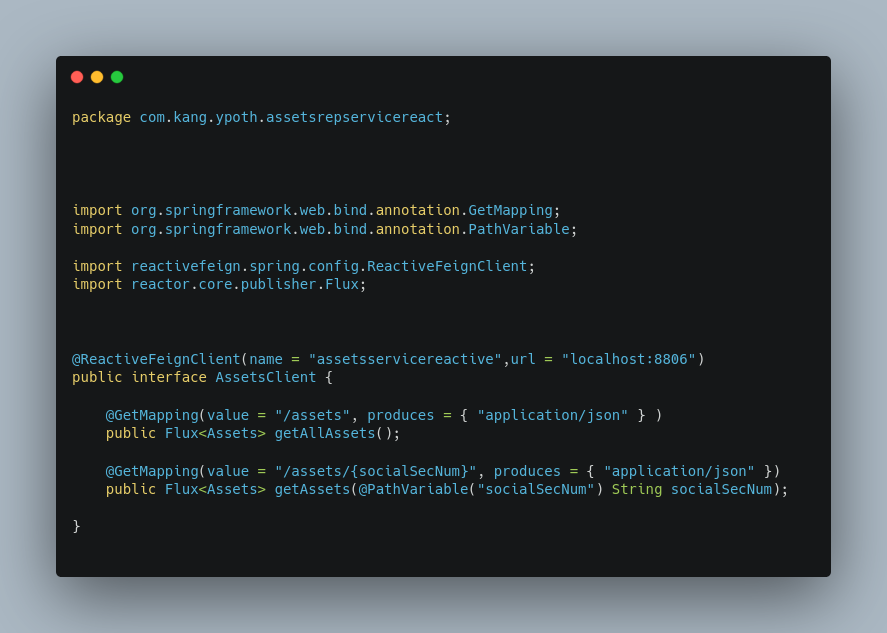 package com.kang.ypoth.assetsrepservicereact;
import org.springframework.web.bind.annotation.GetMapping;
import org.springframework.web.bind.annotation.PathVariable;
import reactivefeign.spring.config.ReactiveFeignClient;
import reactor.core.publisher.Flux;
@ReactiveFeignClient(name = "assetsservicereactive",url = "localhost:8806")
public interface AssetsClient {
@GetMapping(value = "/assets", produces = { "application/json" } )
public Flux<Assets> getAllAssets();
@GetMapping(value = "/assets/{socialSecNum}", produces = { "application/json" })
public Flux<Assets> getAssets(@PathVariable("socialSecNum") String socialSecNum);
}